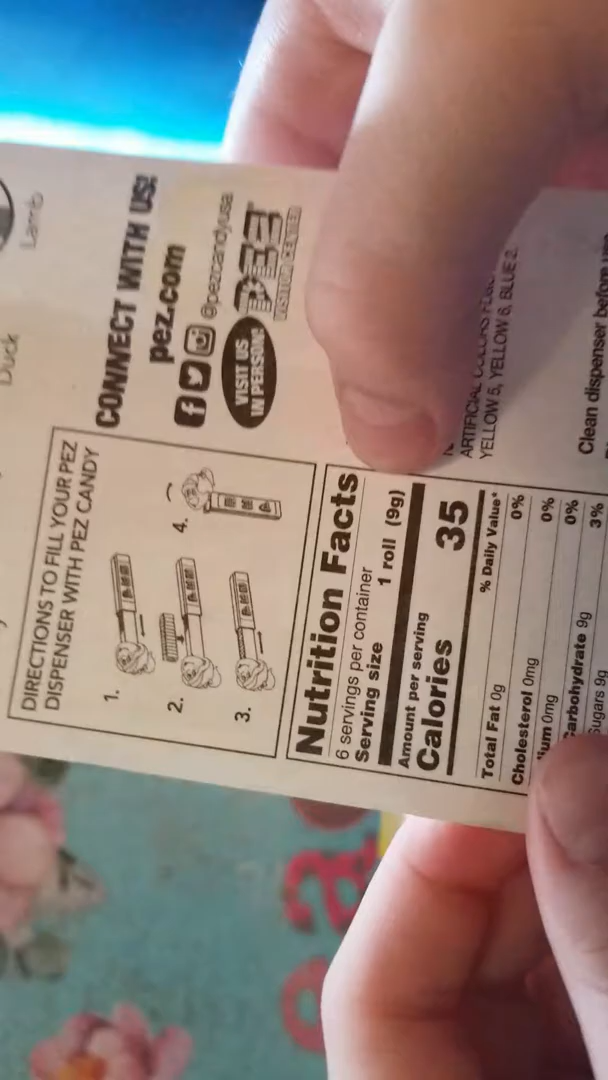 Lamb
Duck
DIRECTIONS TO FILL YOUR PEZ
DISPENSER WITH PEZ CANDY
1.
2.
3.
4.
CONNECT WITH US!
pez.com
@pezcandyusa
VISIT US
IN PERSON!
PEZ
VISITOR CENTER
Nutrition Facts
6 servings per container
Serving size 1 roll (9g)
Amount per serving
Calories 35
% Daily Value*
Total Fat 0g 0%
Cholesterol 0mg 0%
0mg 0%
Carbohydrate 9g 3%
Sugars 9g
ARTIFICIAL
YELLOW 5, YELLOW 6, BLUE 2.
Clean dispenser before